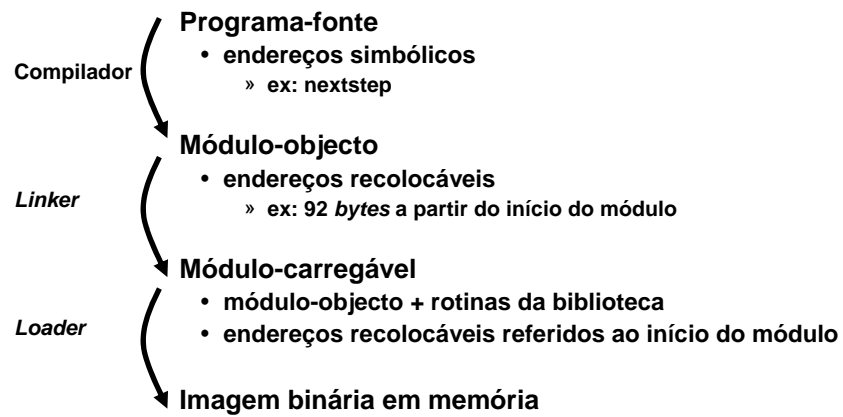 Programa-fonte
• endereços simbólicos
Compilador
» ex: nextstep
Módulo-objecto
• endereços recolocáveis
Linker
» ex: 92 bytes a partir do início do módulo
Módulo-carregável
• módulo-objecto + rotinas da biblioteca
Loader
• endereços recolocáveis referidos ao início do módulo
Imagem binária em memória